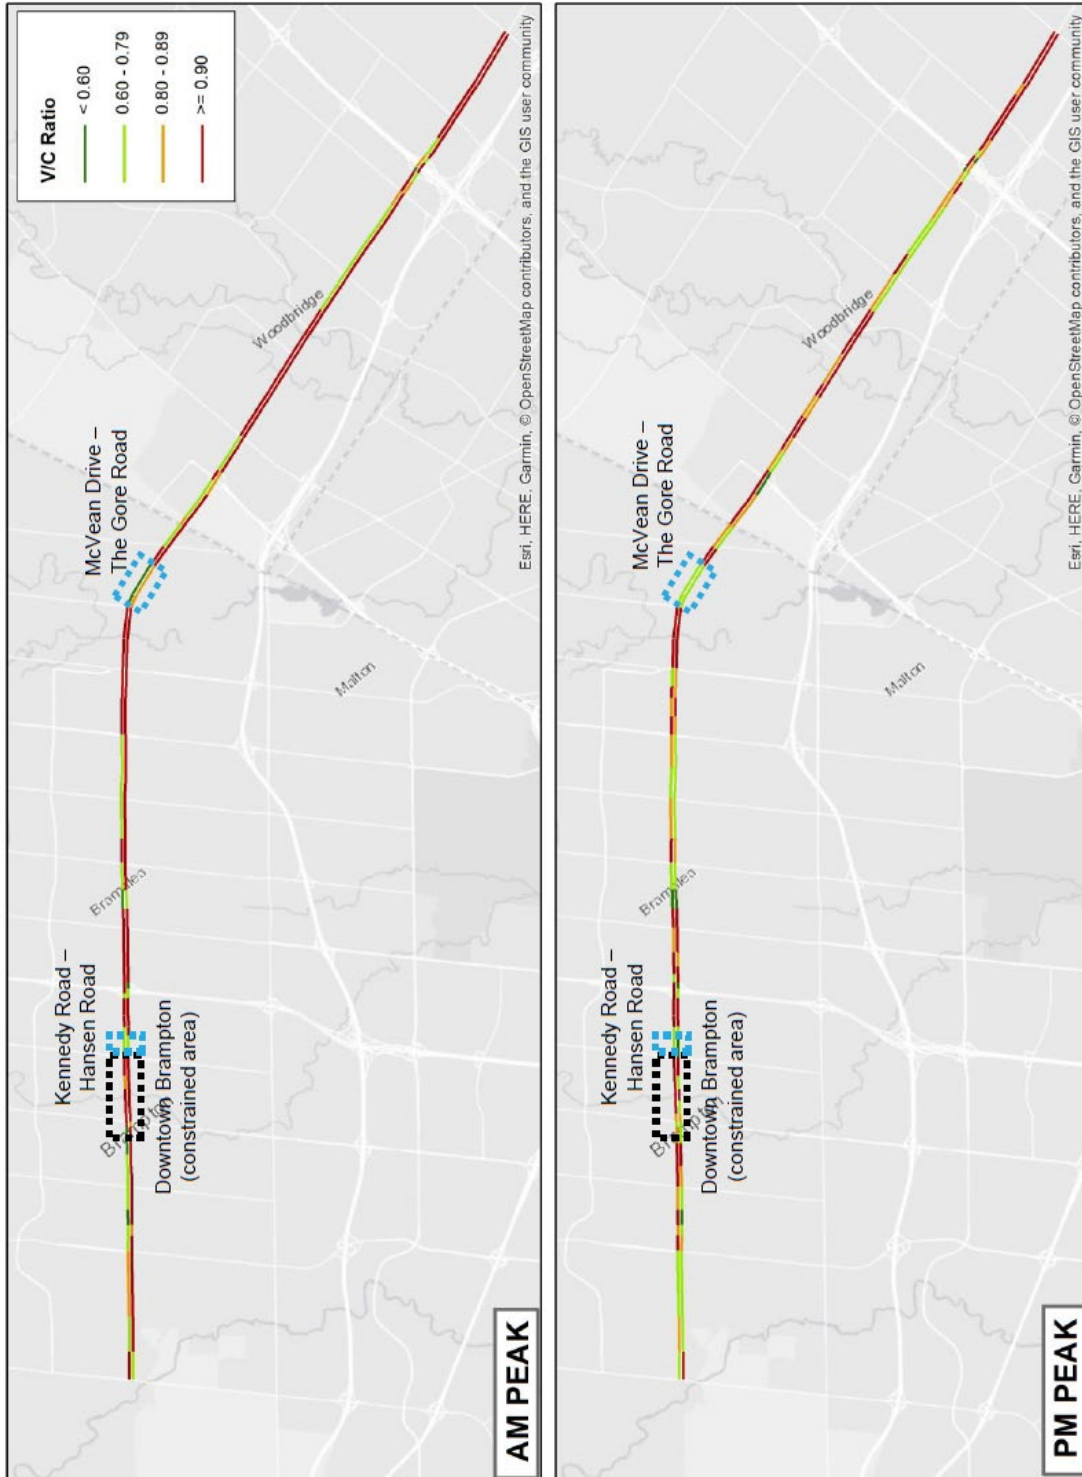 V/C Ratio
< 0.60
0.60 - 0.79
0.80 - 0.89
>= 0.90
McVean Drive –
The Gore Road
Woodbridge
Malton
Bramalea
Kennedy Road –
Hansen Road
Brampton
Downtown Brampton
(constrained area)
AM PEAK
Esri, HERE, Garmin, © OpenStreetMap contributors, and the GIS user community
McVean Drive –
The Gore Road
Woodbridge
Malton
Bramalea
Kennedy Road –
Hansen Road
Brampton
Downtown Brampton
(constrained area)
PM PEAK
Esri, HERE, Garmin, © OpenStreetMap contributors, and the GIS user community